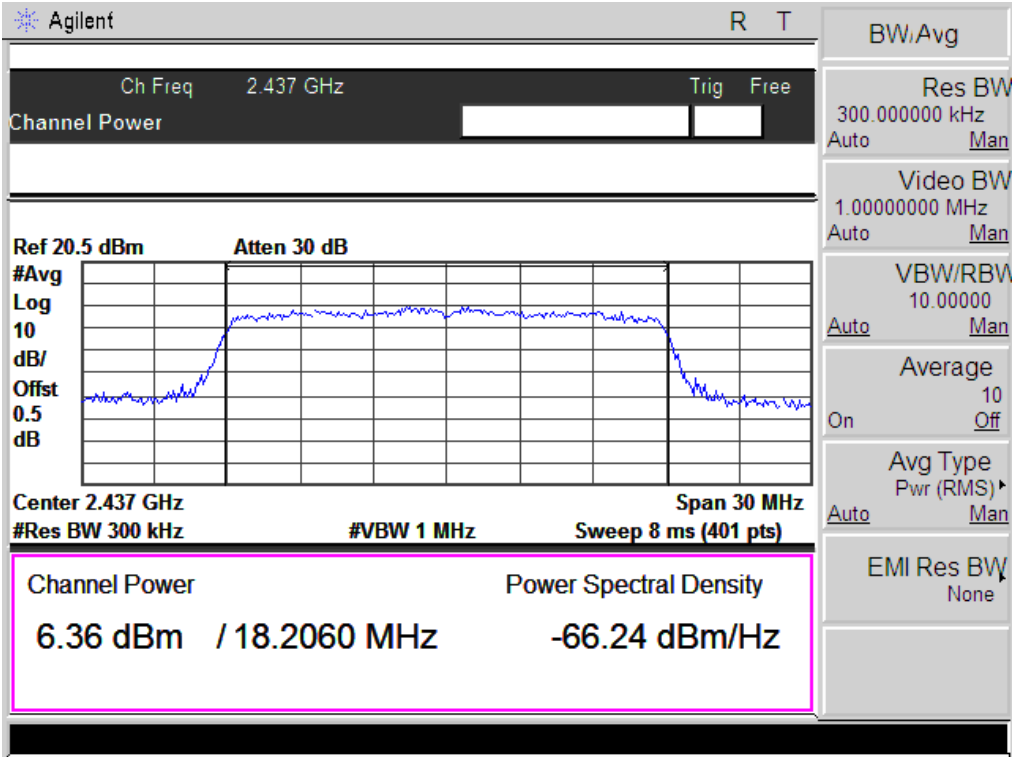 Agilent R T
Ch Freq 2.437 GHz Trig Free
Channel Power
Ref 20.5 dBm Atten 30 dB
#Avg
Log
10
dB/
Offst
0.5
dB
Center 2.437 GHz Span 30 MHz
#Res BW 300 kHz #VBW 1 MHz Sweep 8 ms (401 pts)
Channel Power Power Spectral Density
6.36 dBm / 18.2060 MHz -66.24 dBm/Hz
BW/Avg
Res BW
300.000000 kHz
Auto Man
Video BW
1.00000000 MHz
Auto Man
VBW/RBW
10.00000
Auto Man
Average
10
On Off
Avg Type
Pwr (RMS)
Auto Man
EMI Res BW
None